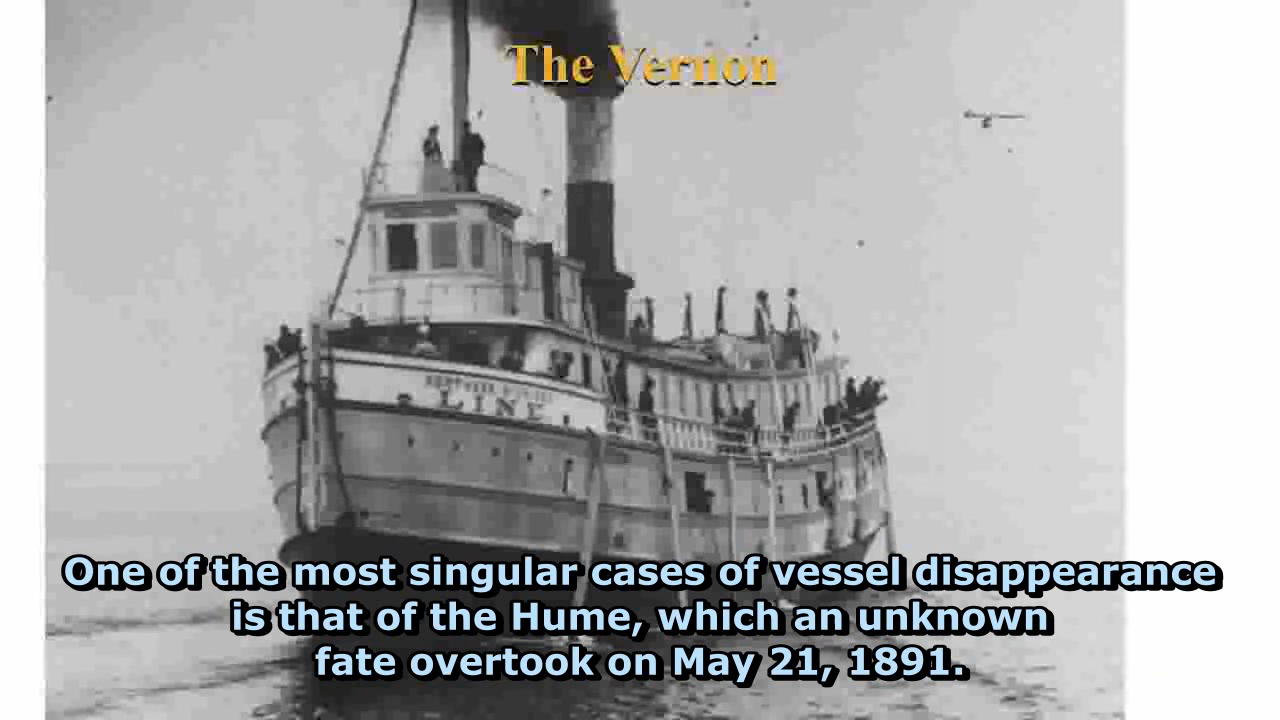 The Vernon
LINE
One of the most singular cases of vessel disappearance
is that of the Hume, which an unknown
fate overtook on May 21, 1891.